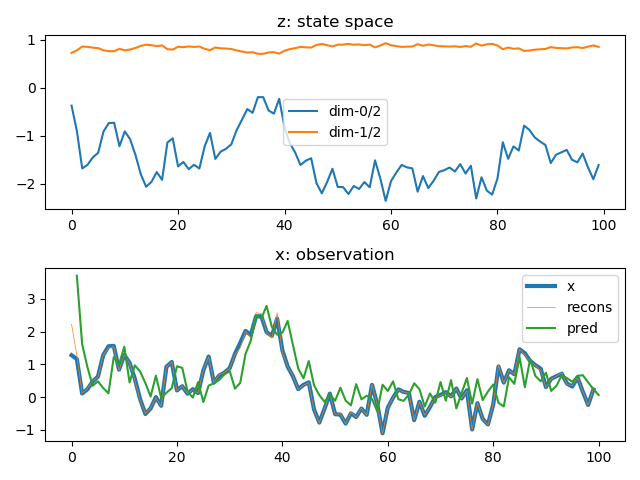 z: state space
1
0
−1
−2
dim-0/2
dim-1/2
0 20 40 60 80 100
x: observation
3
2
1
0
−1
x
recons
pred
0 20 40 60 80 100